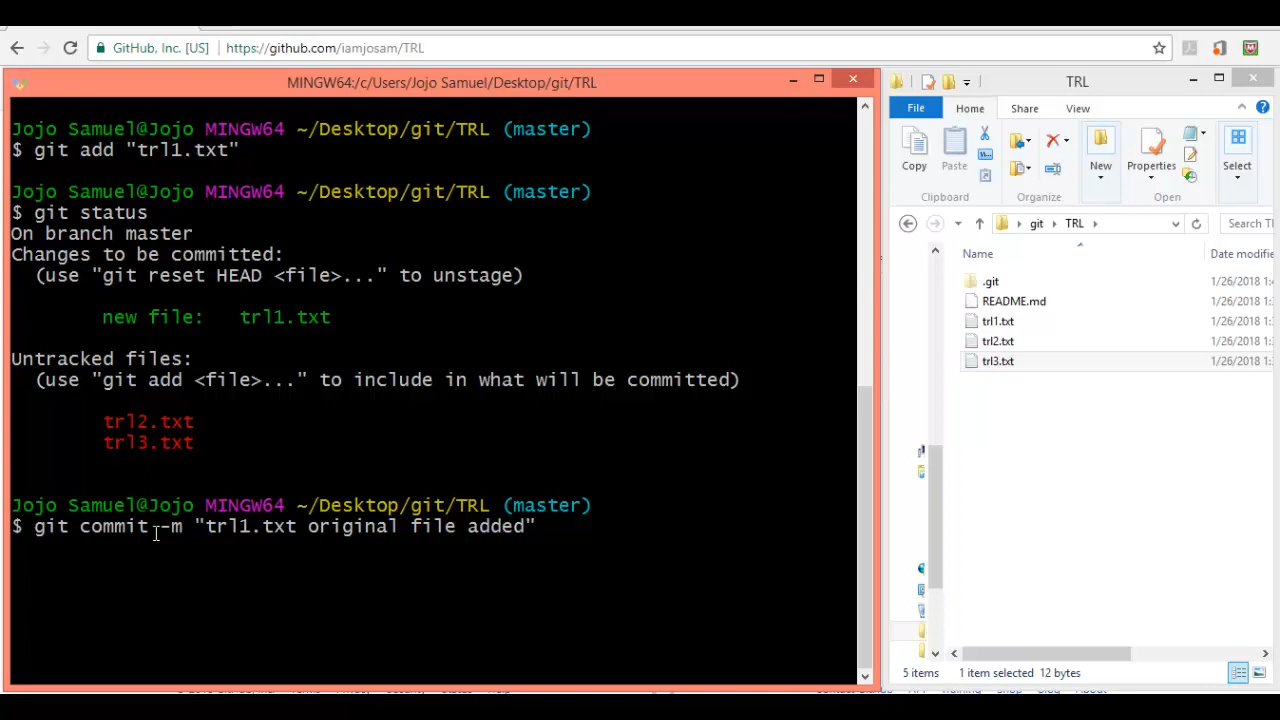 GitHub, Inc. [US] https://github.com/iamjosam/TRL
MINGW64:/c/Users/Jojo Samuel/Desktop/git/TRL
Jojo Samuel@Jojo MINGW64 ~/Desktop/git/TRL (master)
$ git add "trl1.txt"
Jojo Samuel@Jojo MINGW64 ~/Desktop/git/TRL (master)
$ git status
On branch master
Changes to be committed:
(use "git reset HEAD <file>..." to unstage)
new file: trl1.txt
Untracked files:
(use "git add <file>..." to include in what will be committed)
trl2.txt
trl3.txt
Jojo Samuel@Jojo MINGW64 ~/Desktop/git/TRL (master)
$ git commit -m "trl1.txt original file added"
TRL
File Home Share View
Copy Paste New Properties Select
Clipboard Organize Open
git TRL Search
Name Date modifie
.git 1/26/2018
README.md 1/26/2018
trl1.txt 1/26/2018
trl2.txt 1/26/2018
trl3.txt 1/26/2018
5 items 1 item selected 12 bytes